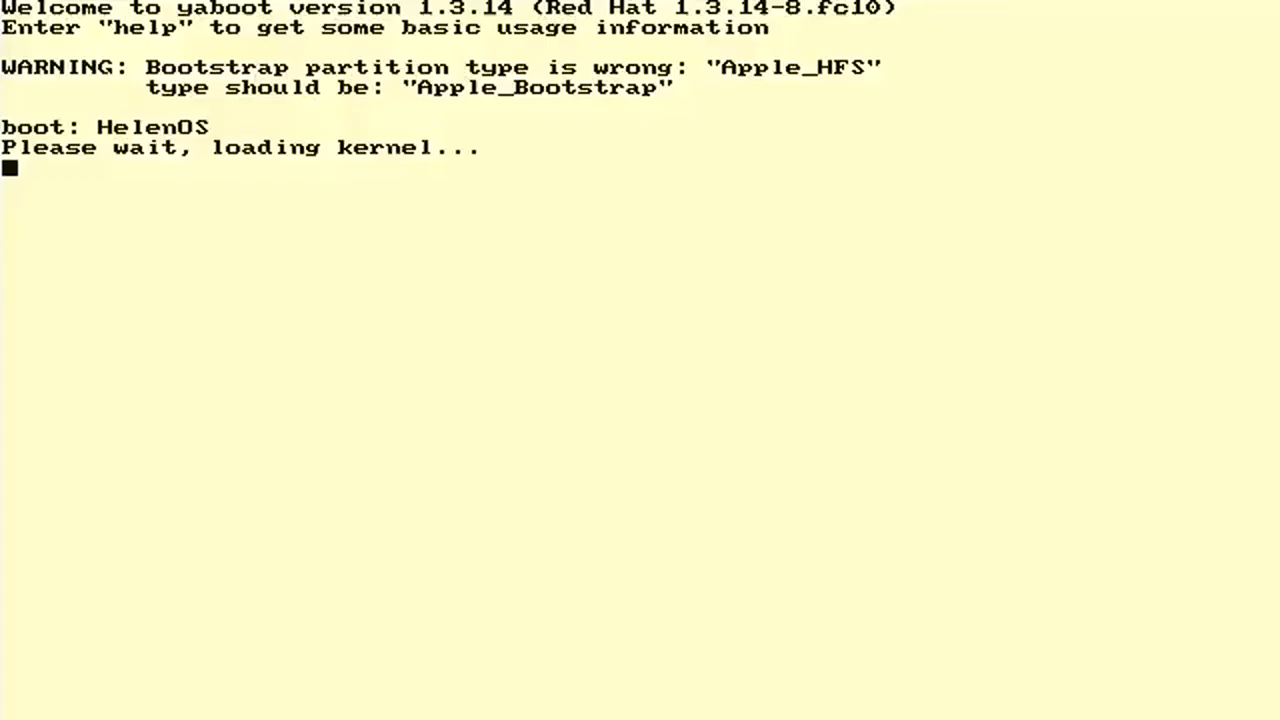 Welcome to yaboot version 1.3.14 (Red Hat 1.3.14-8.fc10)
Enter "help" to get some basic usage information
WARNING: Bootstrap partition type is wrong: "Apple_HFS"
type should be: "Apple_Bootstrap"
boot: HelenOS
Please wait, loading kernel...